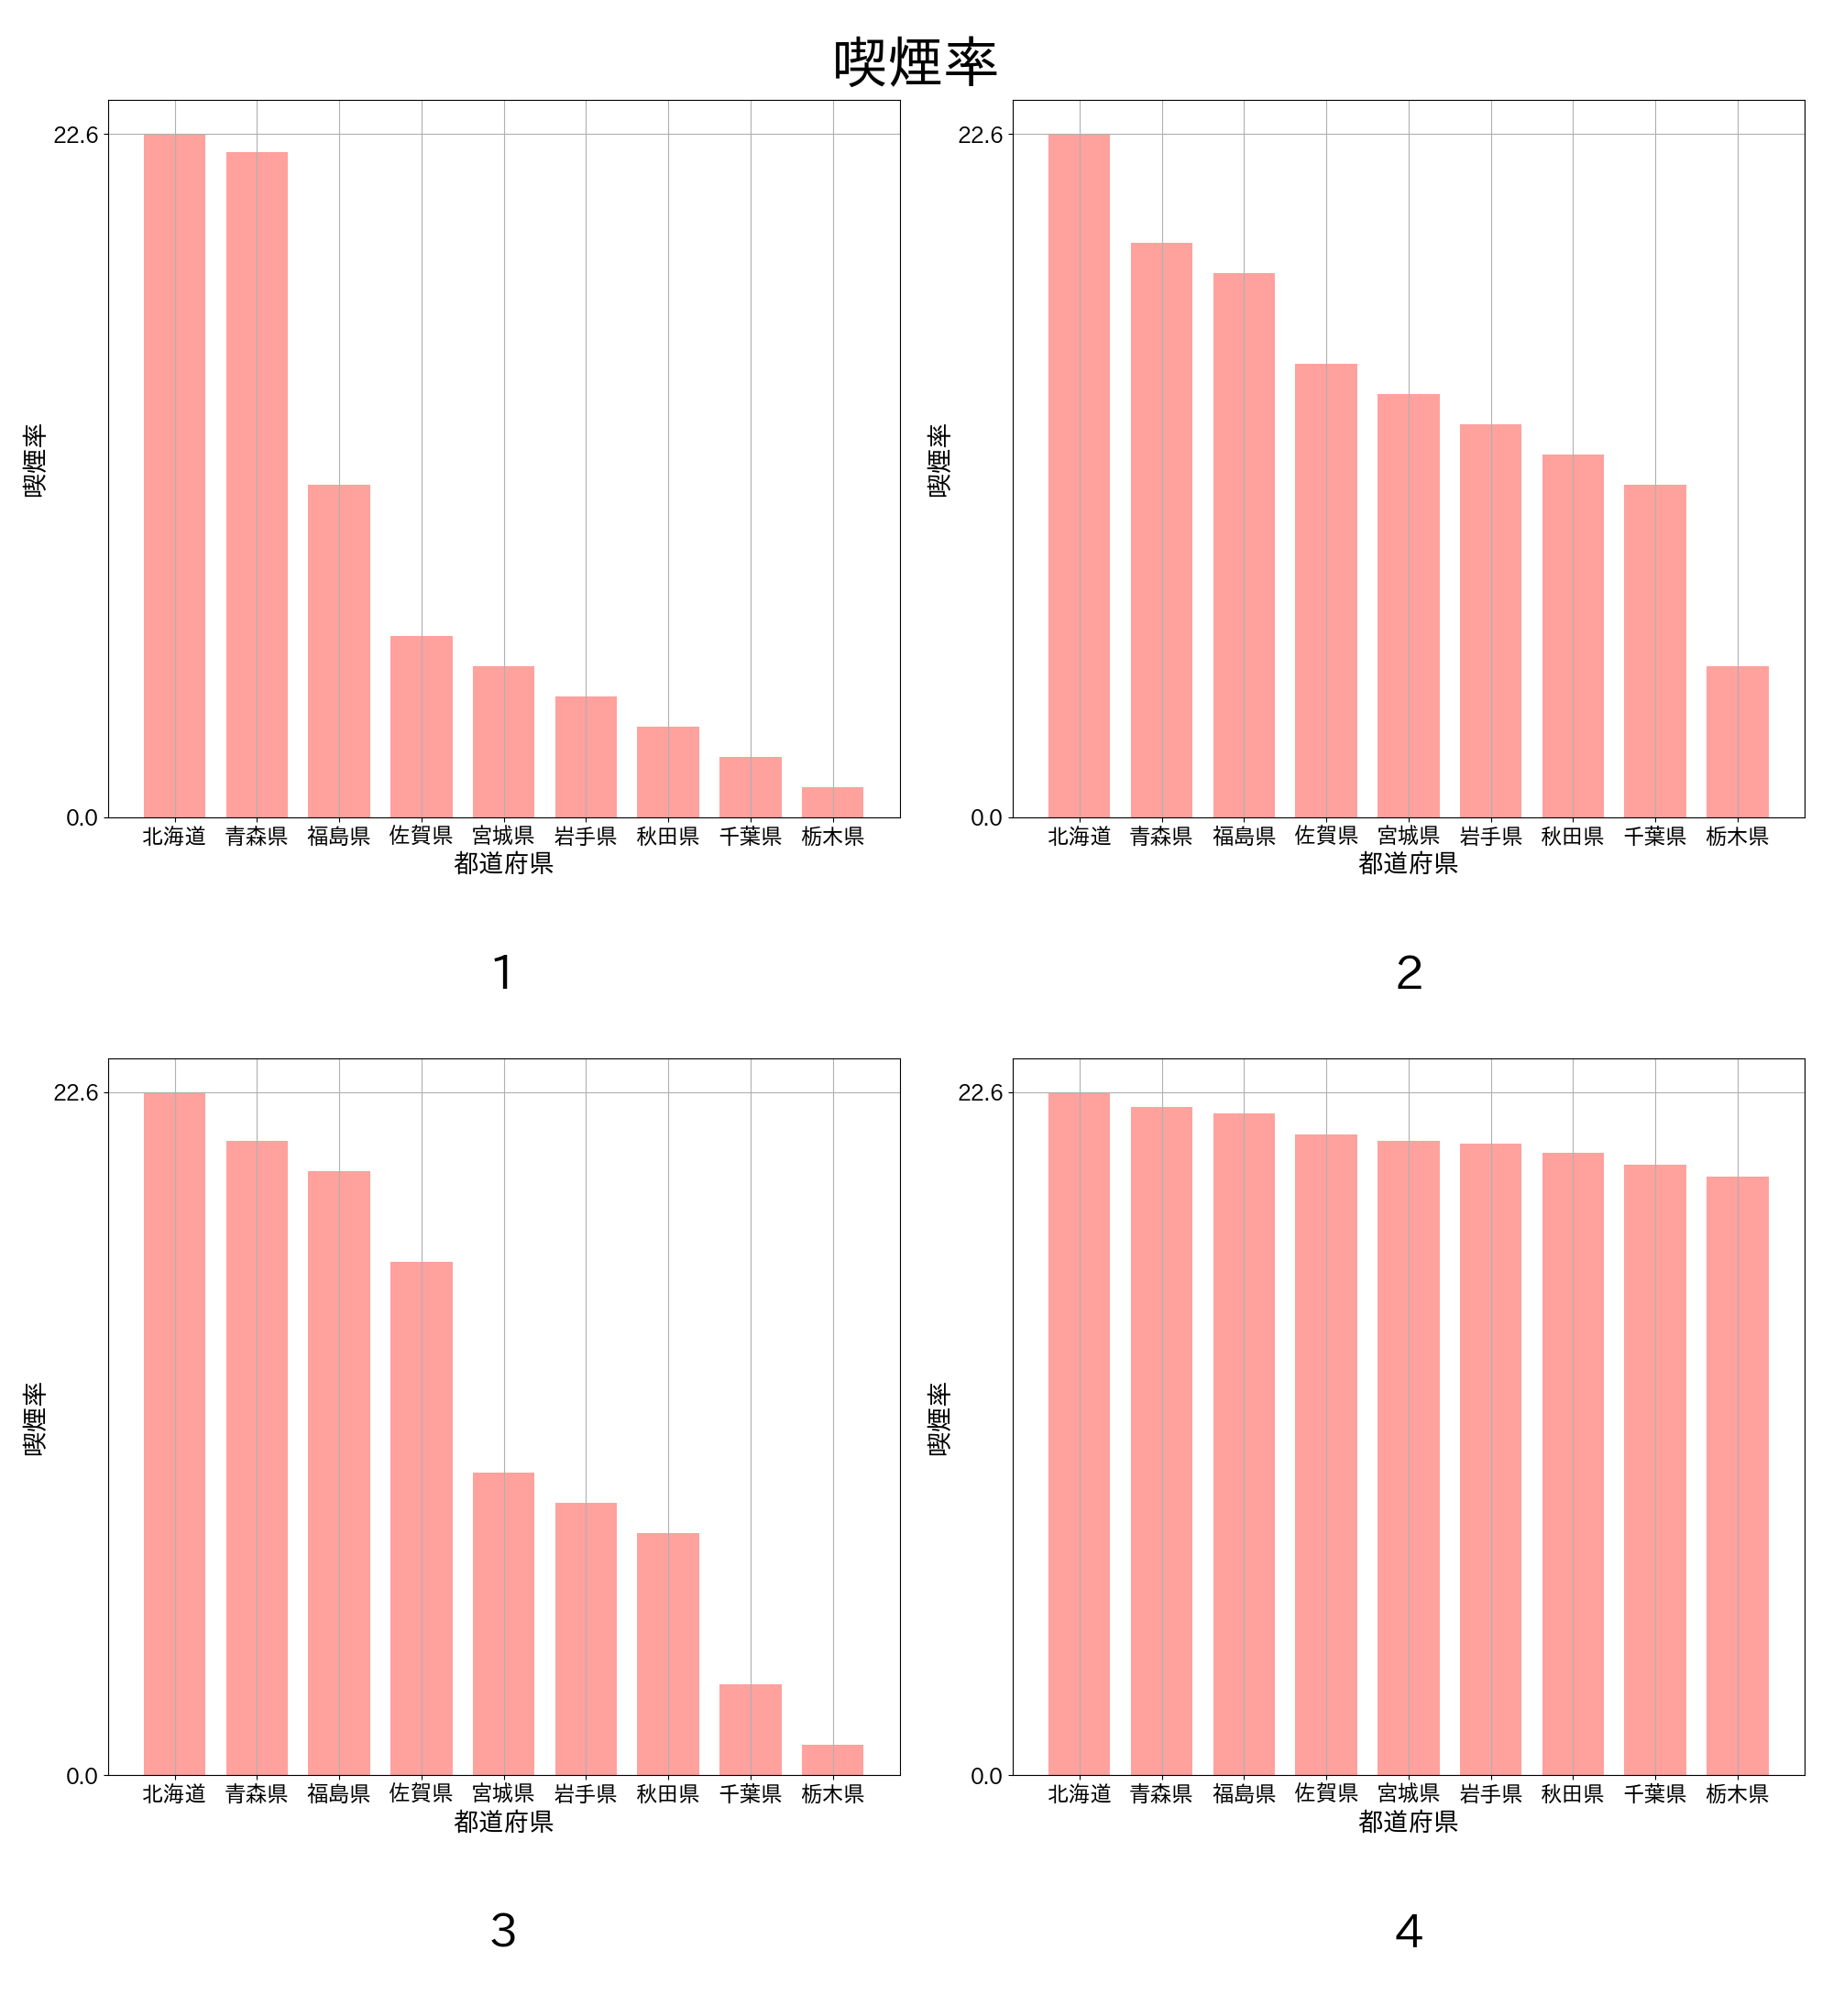 喫煙率
22.6
0.0
喫煙率
北海道 青森県 福島県 佐賀県 宮城県 岩手県 秋田県 千葉県 栃木県
都道府県
1
22.6
0.0
喫煙率
北海道 青森県 福島県 佐賀県 宮城県 岩手県 秋田県 千葉県 栃木県
都道府県
2
22.6
0.0
喫煙率
北海道 青森県 福島県 佐賀県 宮城県 岩手県 秋田県 千葉県 栃木県
都道府県
3
22.6
0.0
喫煙率
北海道 青森県 福島県 佐賀県 宮城県 岩手県 秋田県 千葉県 栃木県
都道府県
4